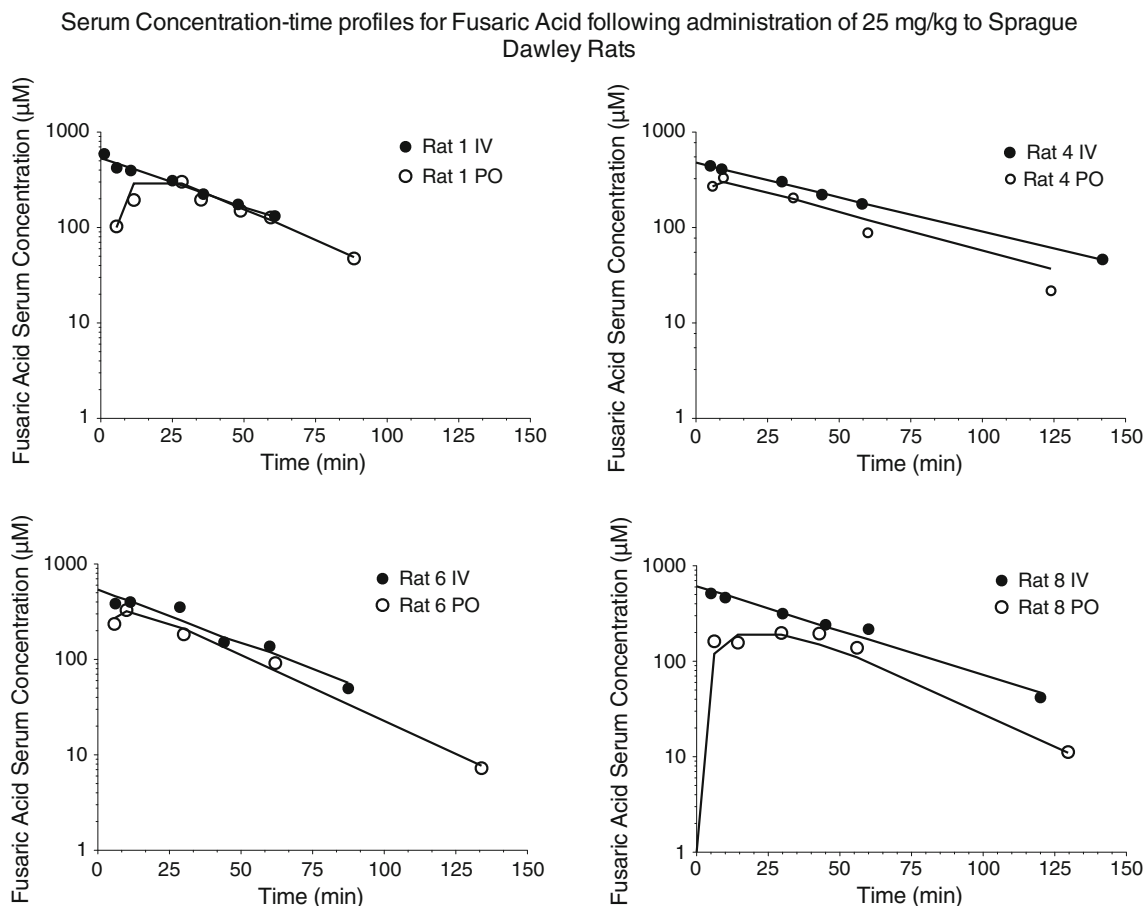 Serum Concentration-time profiles for Fusaric Acid following administration of 25 mg/kg to Sprague
Dawley Rats
Fusaric Acid Serum Concentration (µM)
1000
100
10
1
Rat 1 IV
Rat 1 PO
0 25 50 75 100 125 150
Time (min)
Fusaric Acid Serum Concentration (µM)
1000
100
10
1
Rat 4 IV
Rat 4 PO
0 25 50 75 100 125 150
Time (min)
Fusaric Acid Serum Concentration (µM)
1000
100
10
1
Rat 6 IV
Rat 6 PO
0 25 50 75 100 125 150
Time (min)
Fusaric Acid Serum Concentration (µM)
1000
100
10
1
Rat 8 IV
Rat 8 PO
0 25 50 75 100 125 150
Time (min)